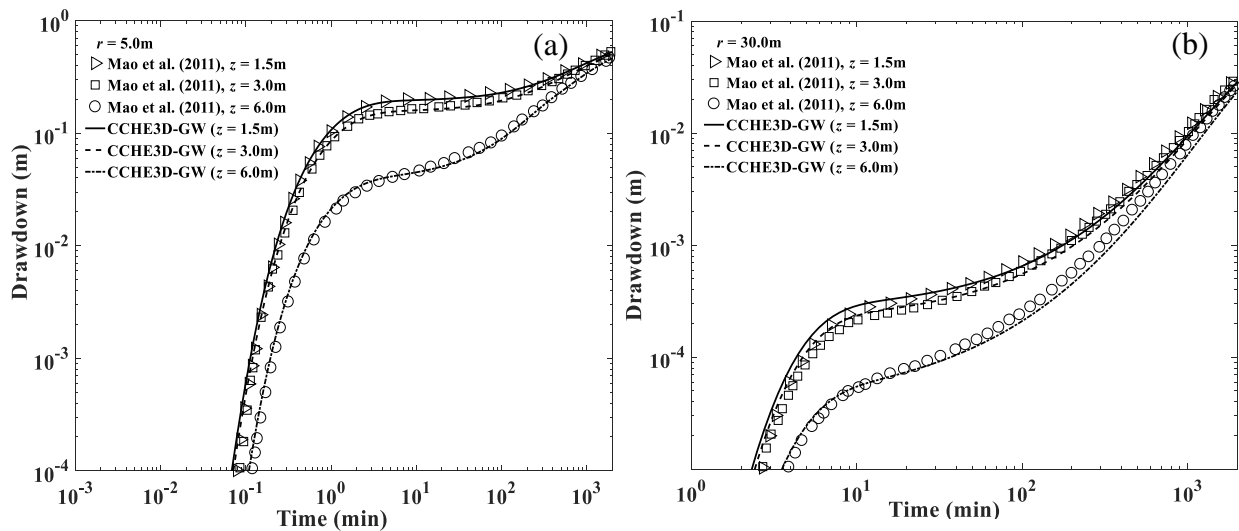 (a)
r = 5.0m
Mao et al. (2011), z = 1.5m
Mao et al. (2011), z = 3.0m
Mao et al. (2011), z = 6.0m
CCHE3D-GW (z = 1.5m)
CCHE3D-GW (z = 3.0m)
CCHE3D-GW (z = 6.0m)
Drawdown (m)
10^0
10^-1
10^-2
10^-3
10^-4
10^-3 10^-2 10^-1 10^0 10^1 10^2 10^3
Time (min)
(b)
r = 30.0m
Mao et al. (2011), z = 1.5m
Mao et al. (2011), z = 3.0m
Mao et al. (2011), z = 6.0m
CCHE3D-GW (z = 1.5m)
CCHE3D-GW (z = 3.0m)
CCHE3D-GW (z = 6.0m)
Drawdown (m)
10^-1
10^-2
10^-3
10^-4
10^0 10^1 10^2 10^3
Time (min)